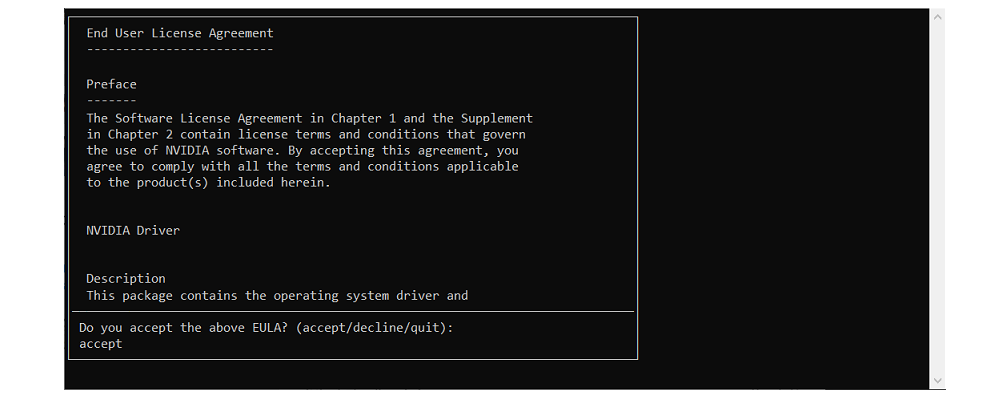 End User License Agreement
--------------------------
Preface
-------
The Software License Agreement in Chapter 1 and the Supplement
in Chapter 2 contain license terms and conditions that govern
the use of NVIDIA software. By accepting this agreement, you
agree to comply with all the terms and conditions applicable
to the product(s) included herein.
NVIDIA Driver
Description
This package contains the operating system driver and
Do you accept the above EULA? (accept/decline/quit):
accept